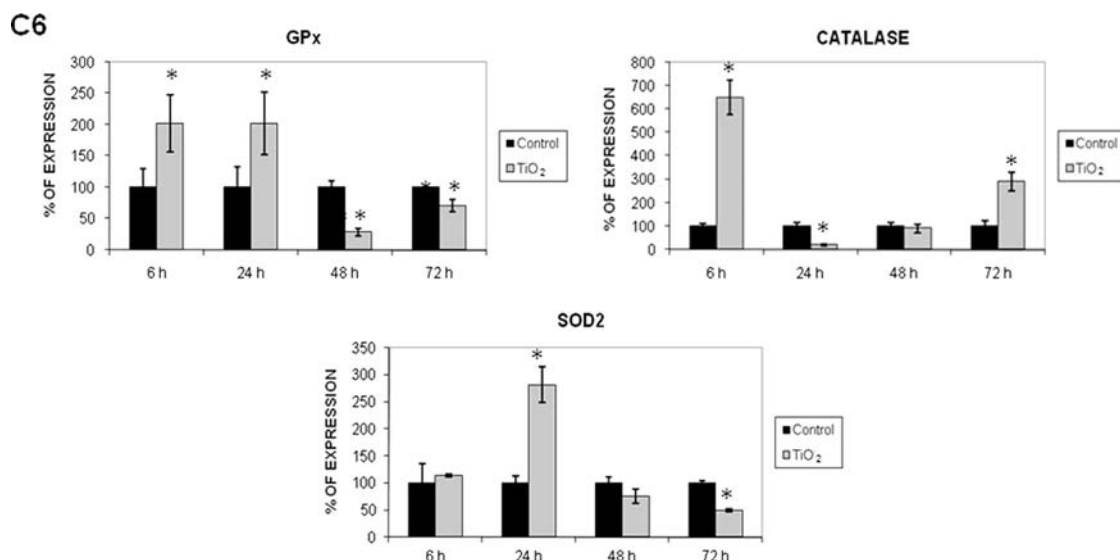 C6
GPx
% OF EXPRESSION
300
250
200
150
100
50
0
* * * * * *
6 h 24 h 48 h 72 h
Control
TiO₂
CATALASE
% OF EXPRESSION
800
700
600
500
400
300
200
100
0
* * *
6 h 24 h 48 h 72 h
Control
TiO₂
SOD2
% OF EXPRESSION
350
300
250
200
150
100
50
0
* *
6 h 24 h 48 h 72 h
Control
TiO₂